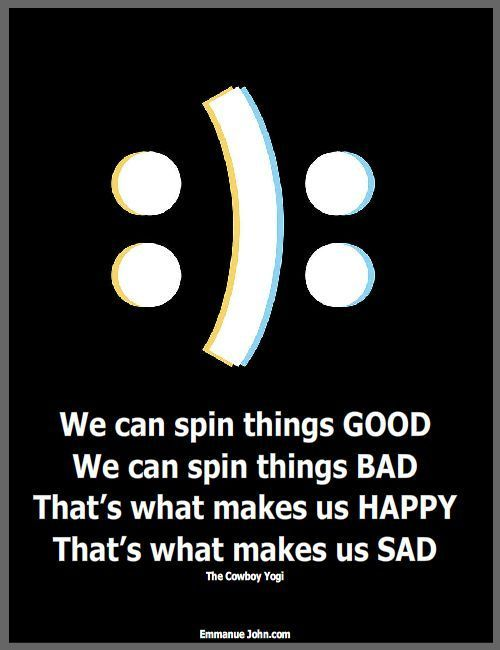 :):
We can spin things GOOD
We can spin things BAD
That's what makes us HAPPY
That's what makes us SAD
The Cowboy Yogi
Emmanue John.com